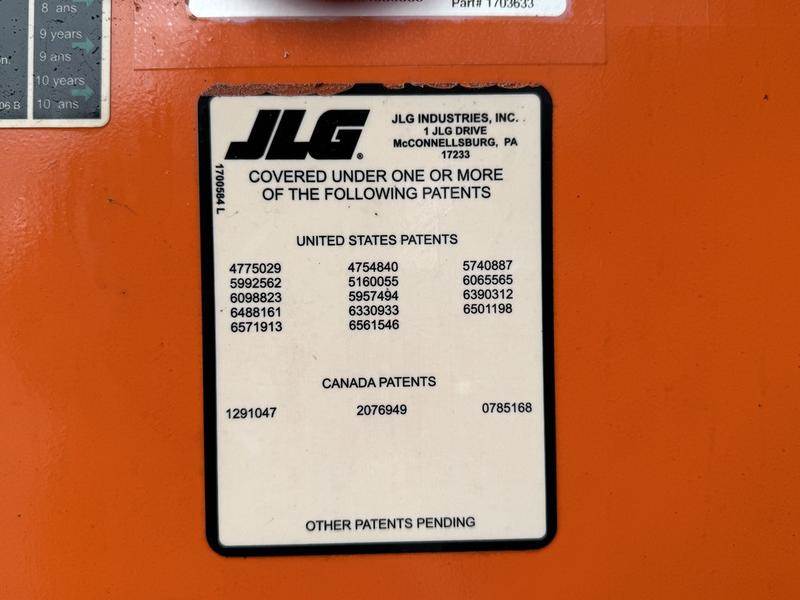 8 ans
9 years
9 ans
10 years
06 B
10 ans
Part# 1703633
JLG®
JLG INDUSTRIES, INC.
1 JLG DRIVE
McCONNELLSBURG, PA
17233
1700584 L
COVERED UNDER ONE OR MORE
OF THE FOLLOWING PATENTS
UNITED STATES PATENTS
4775029 4754840 5740887
5992562 5160055 6065565
6098823 5957494 6390312
6488161 6330933 6501198
6571913 6561546
CANADA PATENTS
1291047 2076949 0785168
OTHER PATENTS PENDING